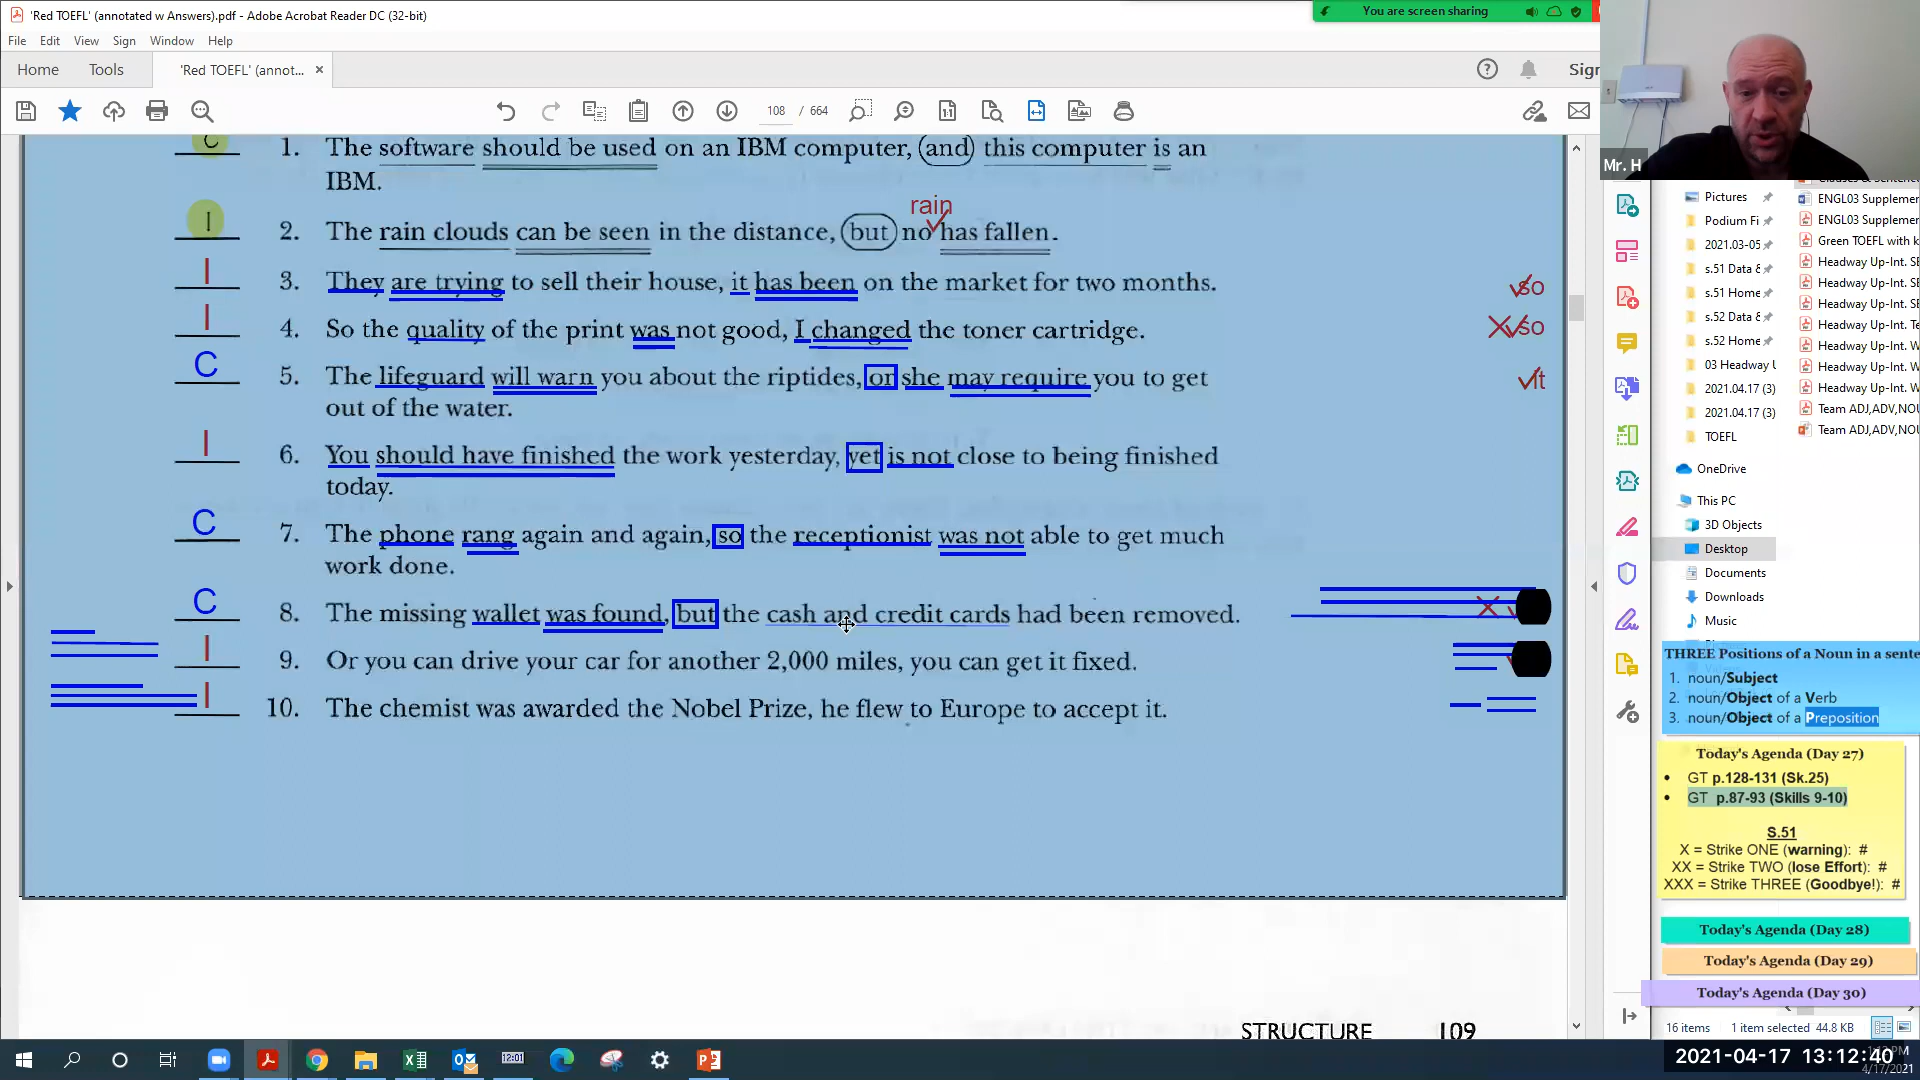 'Red TOEFL' (annotated w Answers).pdf - Adobe Acrobat Reader DC (32-bit)
You are screen sharing
File Edit View Sign Window Help
Home Tools 'Red TOEFL' (annot... × Sign
108 / 664
C 1. The software should be used on an IBM computer, and this computer is an
IBM.
rain
I 2. The rain clouds can be seen in the distance, but no has fallen.
I 3. They are trying to sell their house, it has been on the market for two months. so
I 4. So the quality of the print was not good, I changed the toner cartridge. so
C 5. The lifeguard will warn you about the riptides, or she may require you to get it
out of the water.
I 6. You should have finished the work yesterday, yet is not close to being finished
today.
C 7. The phone rang again and again, so the receptionist was not able to get much
work done.
C 8. The missing wallet was found, but the cash and credit cards had been removed.
I 9. Or you can drive your car for another 2,000 miles, you can get it fixed.
I 10. The chemist was awarded the Nobel Prize, he flew to Europe to accept it.
STRUCTURE 109
Mr. H
Pictures
Podium Fi
2021.03-05
s.51 Data &
s.51 Home
s.52 Data &
s.52 Home
03 Headway U
2021.04.17 (3)
2021.04.17 (3)
TOEFL
OneDrive
This PC
3D Objects
Desktop
Documents
Downloads
Music
ENGL03 Supplemer
ENGL03 Supplemer
Green TOEFL with k
Headway Up-Int. SE
Headway Up-Int. SE
Headway Up-Int. SE
Headway Up-Int. Te
Headway Up-Int. W
Headway Up-Int. W
Headway Up-Int. W
Team ADJ,ADV,NOU
Team ADJ,ADV,NOU
THREE Positions of a Noun in a sente
1. noun/Subject
2. noun/Object of a Verb
3. noun/Object of a Preposition
Today's Agenda (Day 27)
• GT p.128-131 (Sk.25)
• GT p.87-93 (Skills 9-10)
S.51
X = Strike ONE (warning): #
XX = Strike TWO (lose Effort): #
XXX = Strike THREE (Goodbye!): #
Today's Agenda (Day 28)
Today's Agenda (Day 29)
Today's Agenda (Day 30)
16 items 1 item selected 44.8 KB
12:01
2021-04-17 13:12:40
4/17/2021